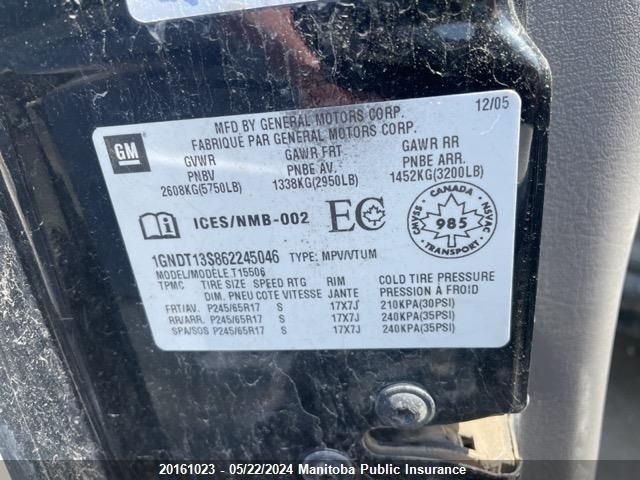 12/05
MFD BY GENERAL MOTORS CORP.
FABRIQUÉ PAR GENERAL MOTORS CORP.
GM
GVWR GAWR FRT GAWR RR
PNBV PNBE AV. PNBE ARR.
2608KG(5750LB) 1338KG(2950LB) 1452KG(3200LB)
ICES/NMB-002 EC
CANADA
CMVSS 985 NSVAC
TRANSPORT
1GNDT13S862245046 TYPE: MPV/VTUM
MODEL/MODÈLE.T15506
TPMC TIRE SIZE SPEED RTG RIM COLD TIRE PRESSURE
DIM. PNEU COTE VITESSE JANTE PRESSION À FROID
FRT/AV. P245/65R17 S 17X7J 210KPA(30PSI)
RR/ARR. P245/65R17 S 17X7J 240KPA(35PSI)
SPA/SOS P245/65R17 S 17X7J 240KPA(35PSI)
20161023 - 05/22/2024 Manitoba Public Insurance